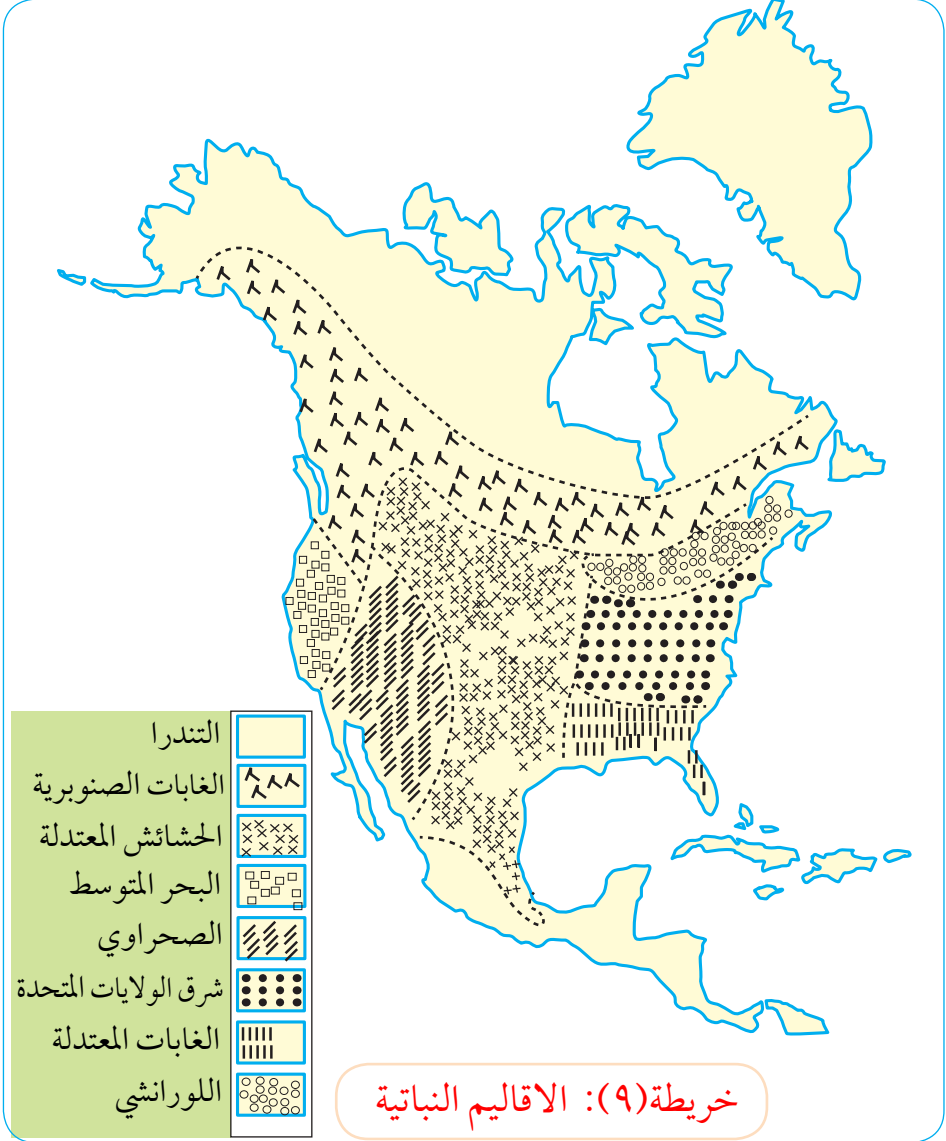 التندرا
الغابات الصنوبرية
الحشائش المعتدلة
البحر المتوسط
الصحراوي
شرق الولايات المتحدة
الغابات المعتدلة
اللورانشي
خريطة(٩): الاقاليم النباتية